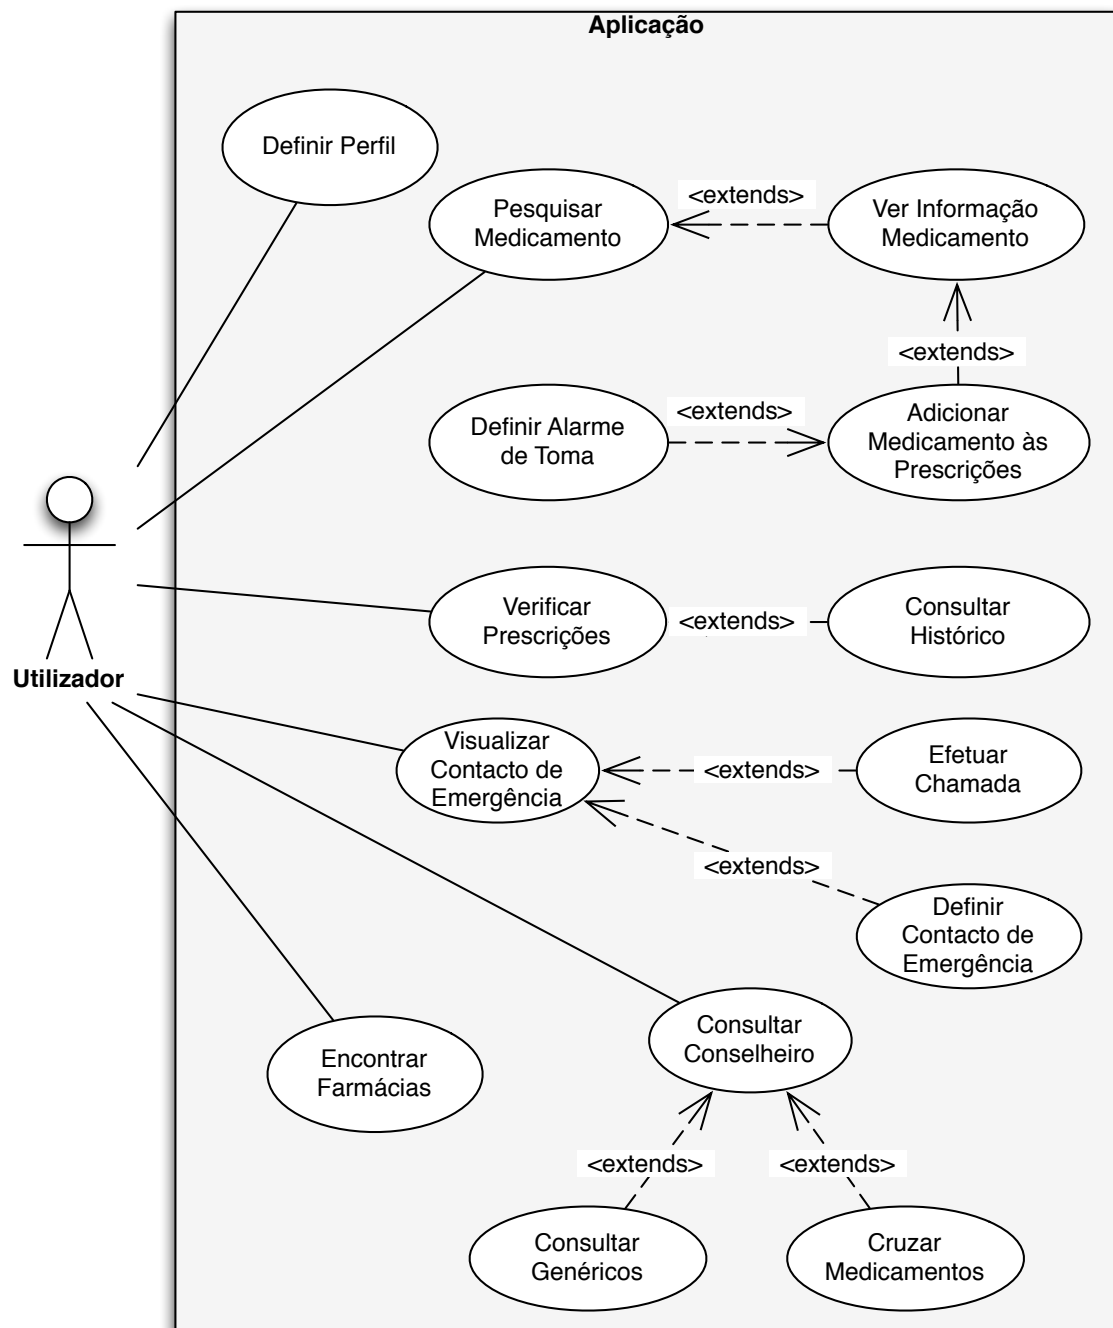 Aplicação
Definir Perfil
Pesquisar
Medicamento
<extends>
Ver Informação
Medicamento
<extends>
Definir Alarme
de Toma
<extends>
Adicionar
Medicamento às
Prescrições
Verificar
Prescrições
<extends>
Consultar
Histórico
Utilizador
Visualizar
Contacto de
Emergência
<extends>
Efetuar
Chamada
<extends>
Definir
Contacto de
Emergência
Consultar
Conselheiro
Encontrar
Farmácias
<extends>
<extends>
Consultar
Genéricos
Cruzar
Medicamentos